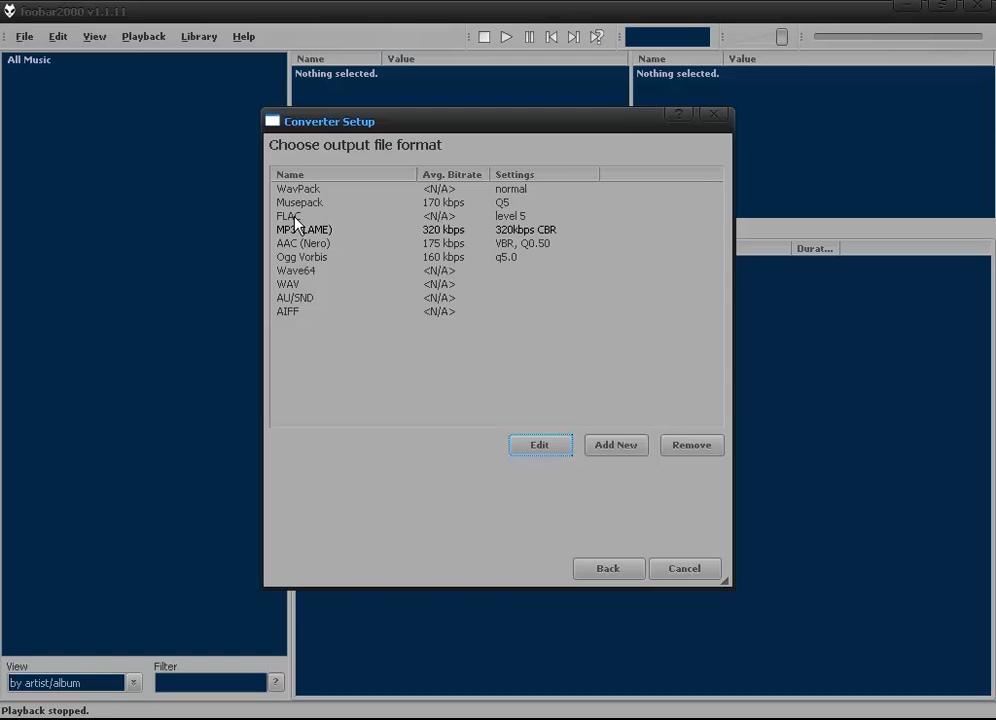 foobar2000 v1.1.11
File Edit View Playback Library Help
All Music
Name Value
Nothing selected.
Name Value
Nothing selected.
Durat...
Converter Setup
Choose output file format
Name Avg. Bitrate Settings
WavPack <N/A> normal
Musepack 170 kbps Q5
FLAC <N/A> level 5
MP3 (LAME) 320 kbps 320kbps CBR
AAC (Nero) 175 kbps VBR, Q0.50
Ogg Vorbis 160 kbps q5.0
Wave64 <N/A>
WAV <N/A>
AU/SND <N/A>
AIFF <N/A>
Edit Add New Remove
Back Cancel
View Filter
by artist/album ?
Playback stopped.